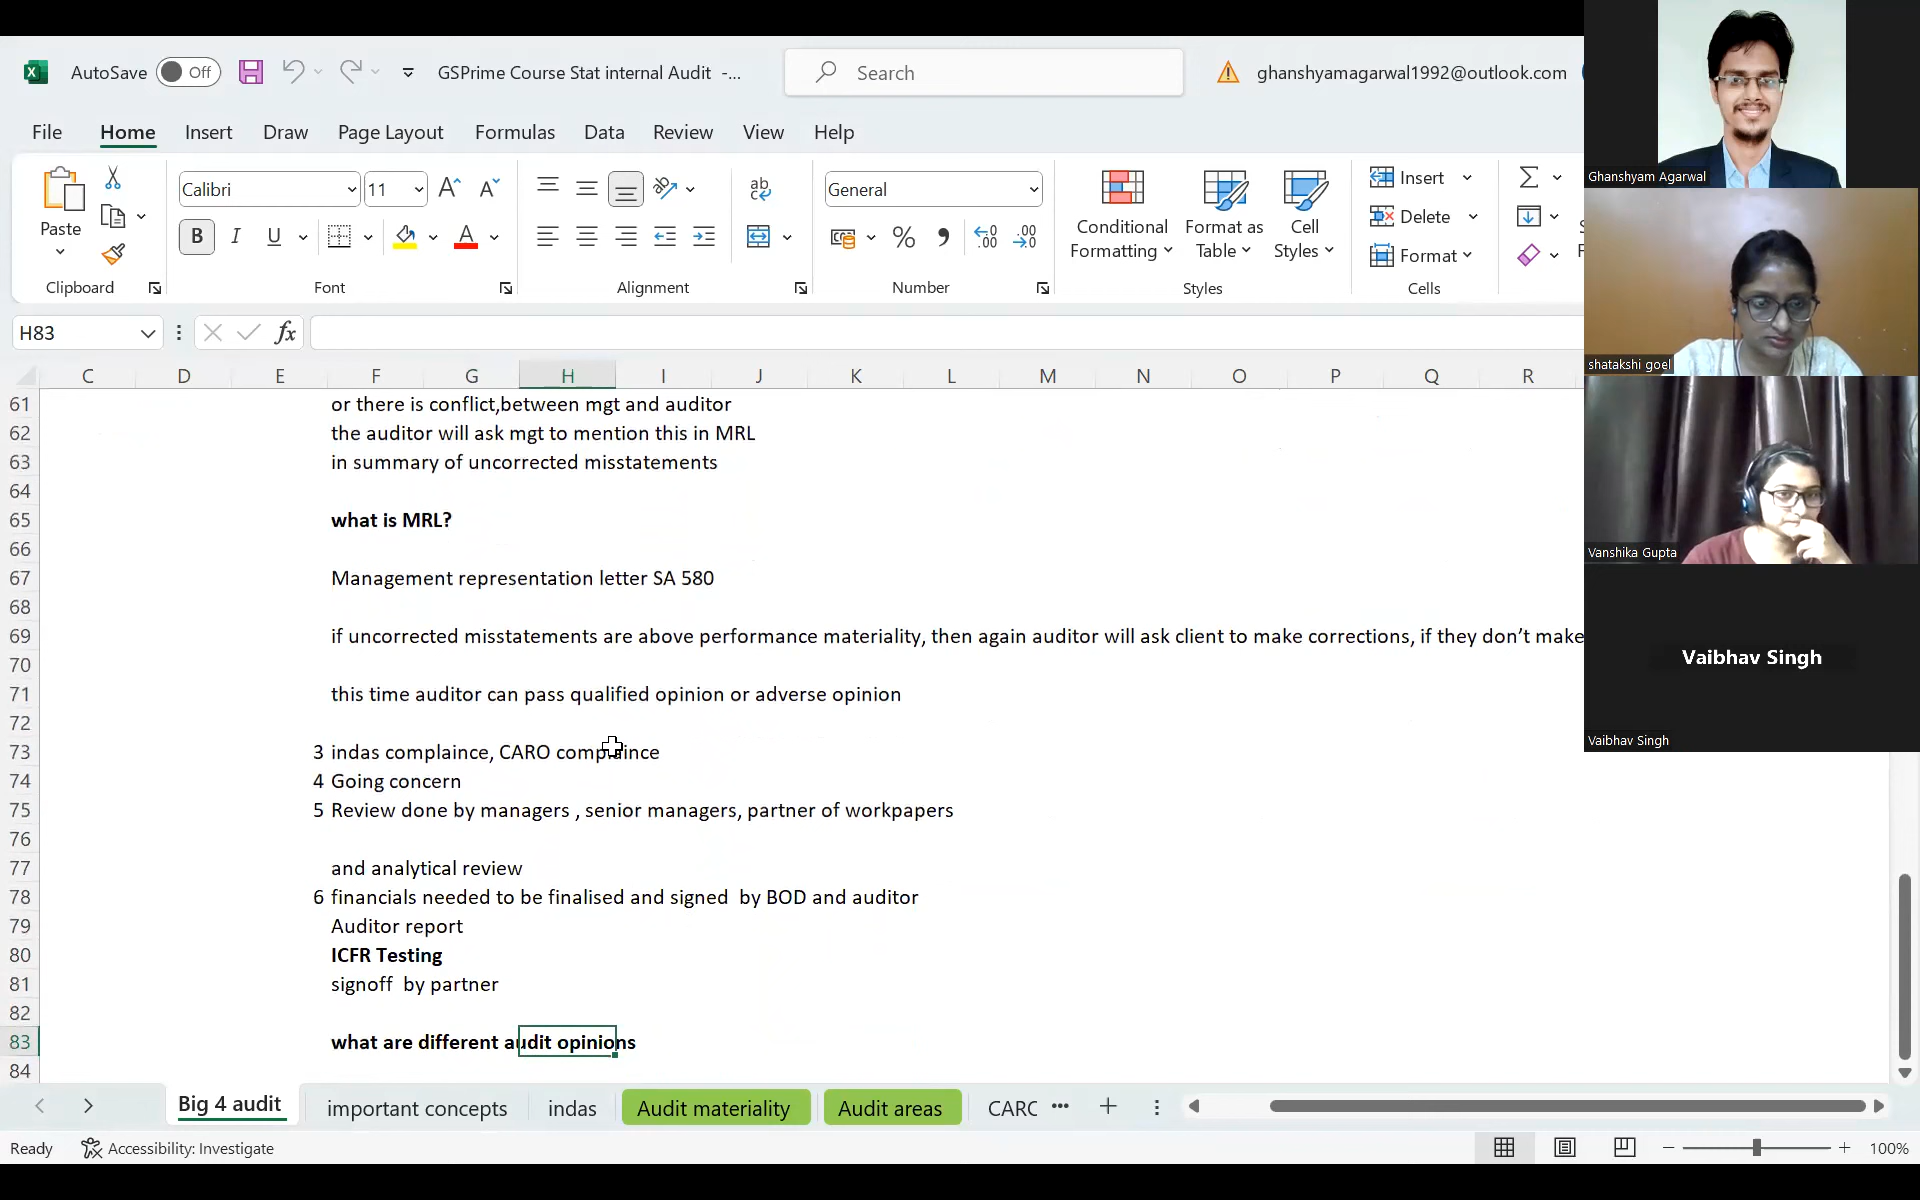 AutoSave Off GSPrime Course Stat internal Audit -... Search ghanshyamagarwal1992@outlook.com
File Home Insert Draw Page Layout Formulas Data Review View Help
Paste
Clipboard
Calibri 11
B I U
Font
ab
Alignment
General
Number
Conditional Formatting
Format as Table
Cell Styles
Styles
Insert
Delete
Format
Cells
H83 fx
C D E F G H I J K L M N O P Q R
61 or there is conflict,between mgt and auditor
62 the auditor will ask mgt to mention this in MRL
63 in summary of uncorrected misstatements
64
65 what is MRL?
66
67 Management representation letter SA 580
68
69 if uncorrected misstatements are above performance materiality, then again auditor will ask client to make corrections, if they don’t make
70
71 this time auditor can pass qualified opinion or adverse opinion
72
73 3 indas complaince, CARO complaince
74 4 Going concern
75 5 Review done by managers , senior managers, partner of workpapers
76
77 and analytical review
78 6 financials needed to be finalised and signed by BOD and auditor
79 Auditor report
80 ICFR Testing
81 signoff by partner
82
83 what are different audit opinions
84
Big 4 audit important concepts indas Audit materiality Audit areas CARC ...
Ready Accessibility: Investigate 100%
Ghanshyam Agarwal
shatakshi goel
Vanshika Gupta
Vaibhav Singh
Vaibhav Singh